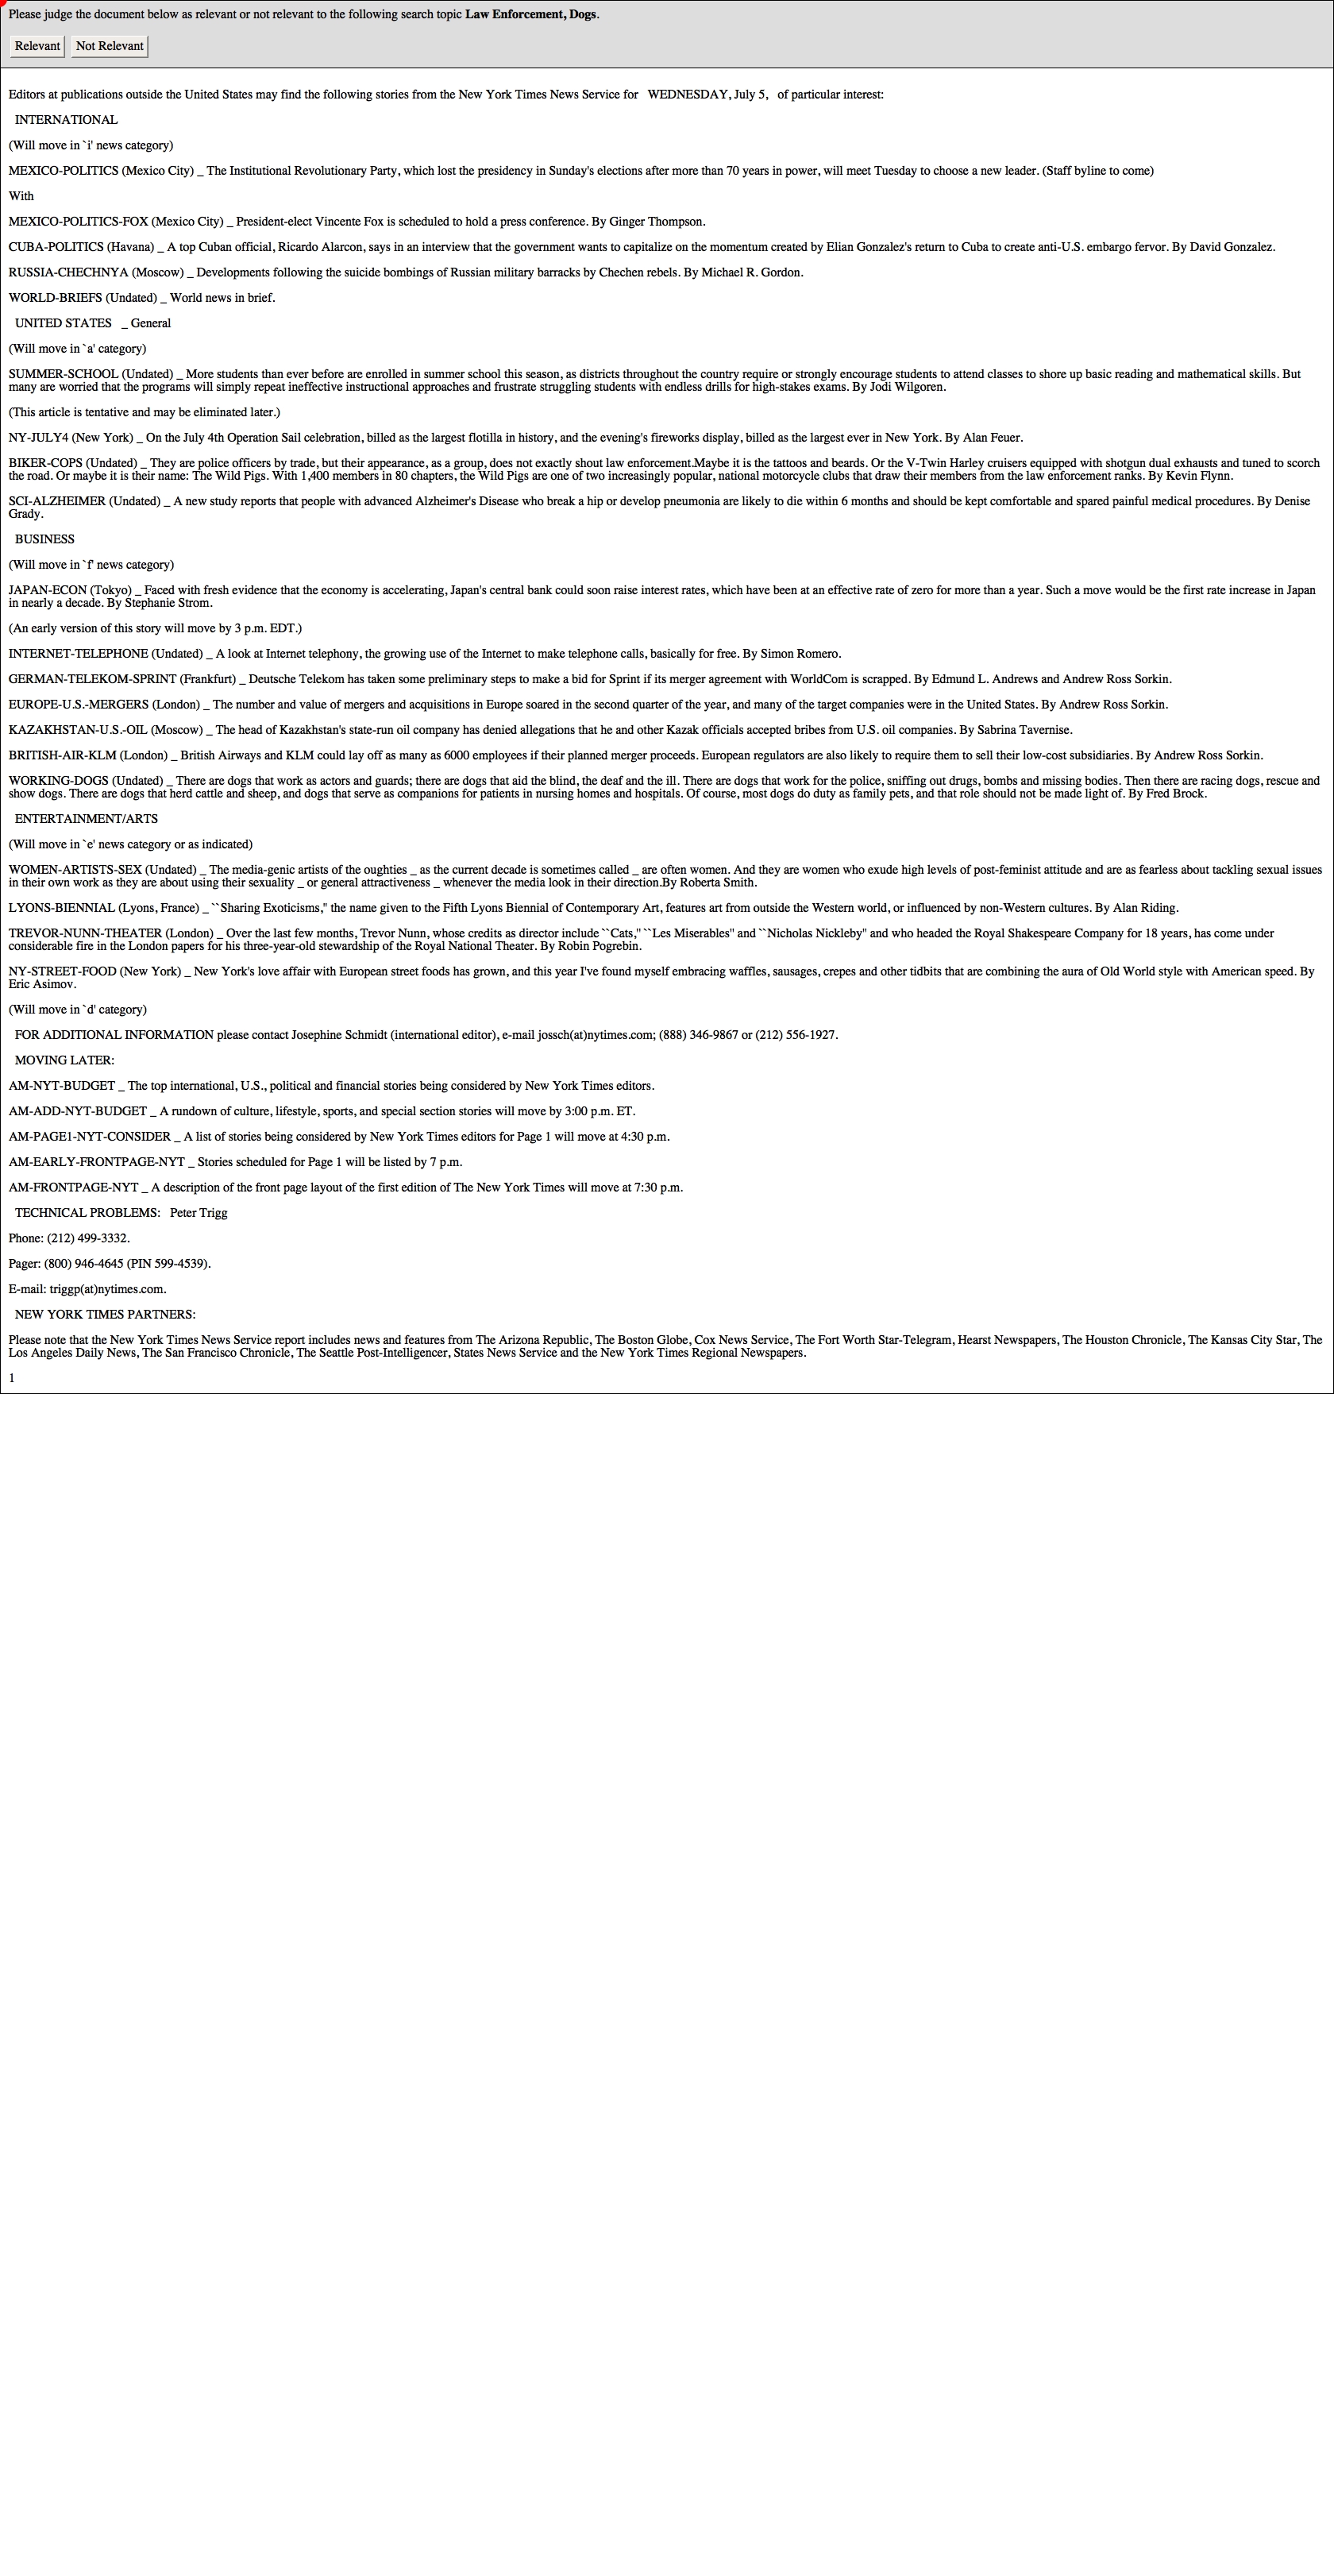 Please judge the document below as relevant or not relevant to the following search topic Law Enforcement, Dogs.
Relevant Not Relevant
Editors at publications outside the United States may find the following stories from the New York Times News Service for WEDNESDAY, July 5, of particular interest:
INTERNATIONAL
(Will move in `i' news category)
MEXICO-POLITICS (Mexico City) _ The Institutional Revolutionary Party, which lost the presidency in Sunday's elections after more than 70 years in power, will meet Tuesday to choose a new leader. (Staff byline to come)
With
MEXICO-POLITICS-FOX (Mexico City) _ President-elect Vincente Fox is scheduled to hold a press conference. By Ginger Thompson.
CUBA-POLITICS (Havana) _ A top Cuban official, Ricardo Alarcon, says in an interview that the government wants to capitalize on the momentum created by Elian Gonzalez's return to Cuba to create anti-U.S. embargo fervor. By David Gonzalez.
RUSSIA-CHECHNYA (Moscow) _ Developments following the suicide bombings of Russian military barracks by Chechen rebels. By Michael R. Gordon.
WORLD-BRIEFS (Undated) _ World news in brief.
UNITED STATES _ General
(Will move in `a' category)
SUMMER-SCHOOL (Undated) _ More students than ever before are enrolled in summer school this season, as districts throughout the country require or strongly encourage students to attend classes to shore up basic reading and mathematical skills. But
many are worried that the programs will simply repeat ineffective instructional approaches and frustrate struggling students with endless drills for high-stakes exams. By Jodi Wilgoren.
(This article is tentative and may be eliminated later.)
NY-JULY4 (New York) _ On the July 4th Operation Sail celebration, billed as the largest flotilla in history, and the evening's fireworks display, billed as the largest ever in New York. By Alan Feuer.
BIKER-COPS (Undated) _ They are police officers by trade, but their appearance, as a group, does not exactly shout law enforcement.Maybe it is the tattoos and beards. Or the V-Twin Harley cruisers equipped with shotgun dual exhausts and tuned to scorch
the road. Or maybe it is their name: The Wild Pigs. With 1,400 members in 80 chapters, the Wild Pigs are one of two increasingly popular, national motorcycle clubs that draw their members from the law enforcement ranks. By Kevin Flynn.
SCI-ALZHEIMER (Undated) _ A new study reports that people with advanced Alzheimer's Disease who break a hip or develop pneumonia are likely to die within 6 months and should be kept comfortable and spared painful medical procedures. By Denise
Grady.
BUSINESS
(Will move in `f' news category)
JAPAN-ECON (Tokyo) _ Faced with fresh evidence that the economy is accelerating, Japan's central bank could soon raise interest rates, which have been at an effective rate of zero for more than a year. Such a move would be the first rate increase in Japan
in nearly a decade. By Stephanie Strom.
(An early version of this story will move by 3 p.m. EDT.)
INTERNET-TELEPHONE (Undated) _ A look at Internet telephony, the growing use of the Internet to make telephone calls, basically for free. By Simon Romero.
GERMAN-TELEKOM-SPRINT (Frankfurt) _ Deutsche Telekom has taken some preliminary steps to make a bid for Sprint if its merger agreement with WorldCom is scrapped. By Edmund L. Andrews and Andrew Ross Sorkin.
EUROPE-U.S.-MERGERS (London) _ The number and value of mergers and acquisitions in Europe soared in the second quarter of the year, and many of the target companies were in the United States. By Andrew Ross Sorkin.
KAZAKHSTAN-U.S.-OIL (Moscow) _ The head of Kazakhstan's state-run oil company has denied allegations that he and other Kazak officials accepted bribes from U.S. oil companies. By Sabrina Tavernise.
BRITISH-AIR-KLM (London) _ British Airways and KLM could lay off as many as 6000 employees if their planned merger proceeds. European regulators are also likely to require them to sell their low-cost subsidiaries. By Andrew Ross Sorkin.
WORKING-DOGS (Undated) _ There are dogs that work as actors and guards; there are dogs that aid the blind, the deaf and the ill. There are dogs that work for the police, sniffing out drugs, bombs and missing bodies. Then there are racing dogs, rescue and
show dogs. There are dogs that herd cattle and sheep, and dogs that serve as companions for patients in nursing homes and hospitals. Of course, most dogs do duty as family pets, and that role should not be made light of. By Fred Brock.
ENTERTAINMENT/ARTS
(Will move in `e' news category or as indicated)
WOMEN-ARTISTS-SEX (Undated) _ The media-genic artists of the oughties _ as the current decade is sometimes called _ are often women. And they are women who exude high levels of post-feminist attitude and are as fearless about tackling sexual issues
in their own work as they are about using their sexuality _ or general attractiveness _ whenever the media look in their direction.By Roberta Smith.
LYONS-BIENNIAL (Lyons, France) _ ``Sharing Exoticisms,'' the name given to the Fifth Lyons Biennial of Contemporary Art, features art from outside the Western world, or influenced by non-Western cultures. By Alan Riding.
TREVOR-NUNN-THEATER (London) _ Over the last few months, Trevor Nunn, whose credits as director include ``Cats,'' ``Les Miserables'' and ``Nicholas Nickleby'' and who headed the Royal Shakespeare Company for 18 years, has come under
considerable fire in the London papers for his three-year-old stewardship of the Royal National Theater. By Robin Pogrebin.
NY-STREET-FOOD (New York) _ New York's love affair with European street foods has grown, and this year I've found myself embracing waffles, sausages, crepes and other tidbits that are combining the aura of Old World style with American speed. By
Eric Asimov.
(Will move in `d' category)
FOR ADDITIONAL INFORMATION please contact Josephine Schmidt (international editor), e-mail jossch(at)nytimes.com; (888) 346-9867 or (212) 556-1927.
MOVING LATER:
AM-NYT-BUDGET _ The top international, U.S., political and financial stories being considered by New York Times editors.
AM-ADD-NYT-BUDGET _ A rundown of culture, lifestyle, sports, and special section stories will move by 3:00 p.m. ET.
AM-PAGE1-NYT-CONSIDER _ A list of stories being considered by New York Times editors for Page 1 will move at 4:30 p.m.
AM-EARLY-FRONTPAGE-NYT _ Stories scheduled for Page 1 will be listed by 7 p.m.
AM-FRONTPAGE-NYT _ A description of the front page layout of the first edition of The New York Times will move at 7:30 p.m.
TECHNICAL PROBLEMS: Peter Trigg
Phone: (212) 499-3332.
Pager: (800) 946-4645 (PIN 599-4539).
E-mail: triggp(at)nytimes.com.
NEW YORK TIMES PARTNERS:
Please note that the New York Times News Service report includes news and features from The Arizona Republic, The Boston Globe, Cox News Service, The Fort Worth Star-Telegram, Hearst Newspapers, The Houston Chronicle, The Kansas City Star, The
Los Angeles Daily News, The San Francisco Chronicle, The Seattle Post-Intelligencer, States News Service and the New York Times Regional Newspapers.
1